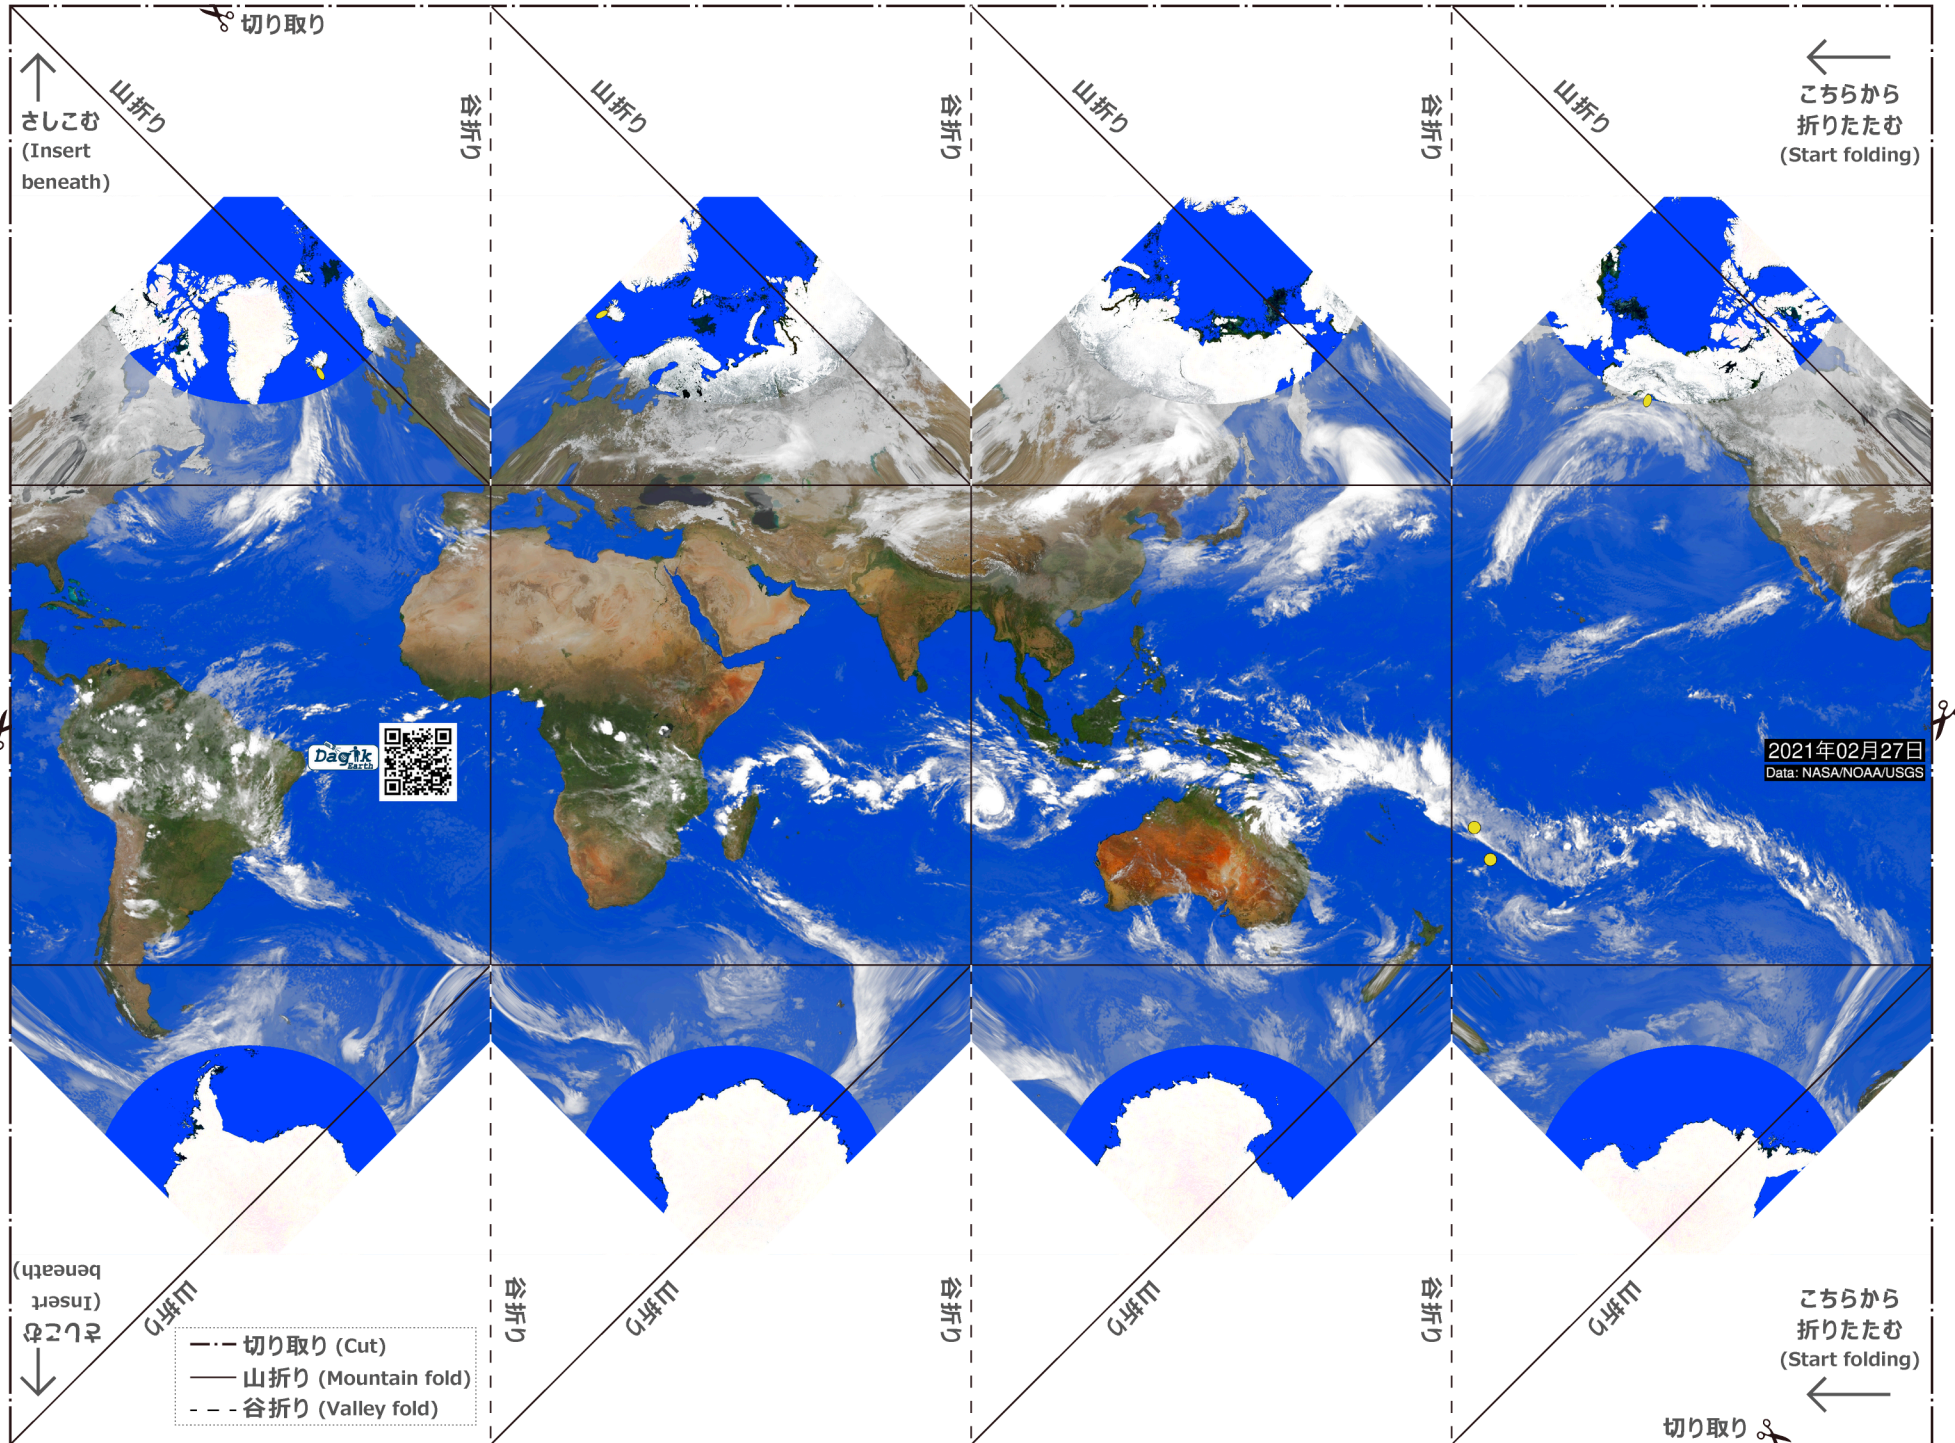 切り取り
さしこむ
(Insert
beneath)
山折り
谷折り
山折り
谷折り
山折り
谷折り
山折り
こちらから
折りたたむ
(Start folding)
Dagik
Earth
2021年02月27日
Data: NASA/NOAA/USGS
さしこむ
(Insert
beneath)
山折り
谷折り
山折り
谷折り
山折り
谷折り
山折り
こちらから
折りたたむ
(Start folding)
切り取り (Cut)
山折り (Mountain fold)
谷折り (Valley fold)
切り取り